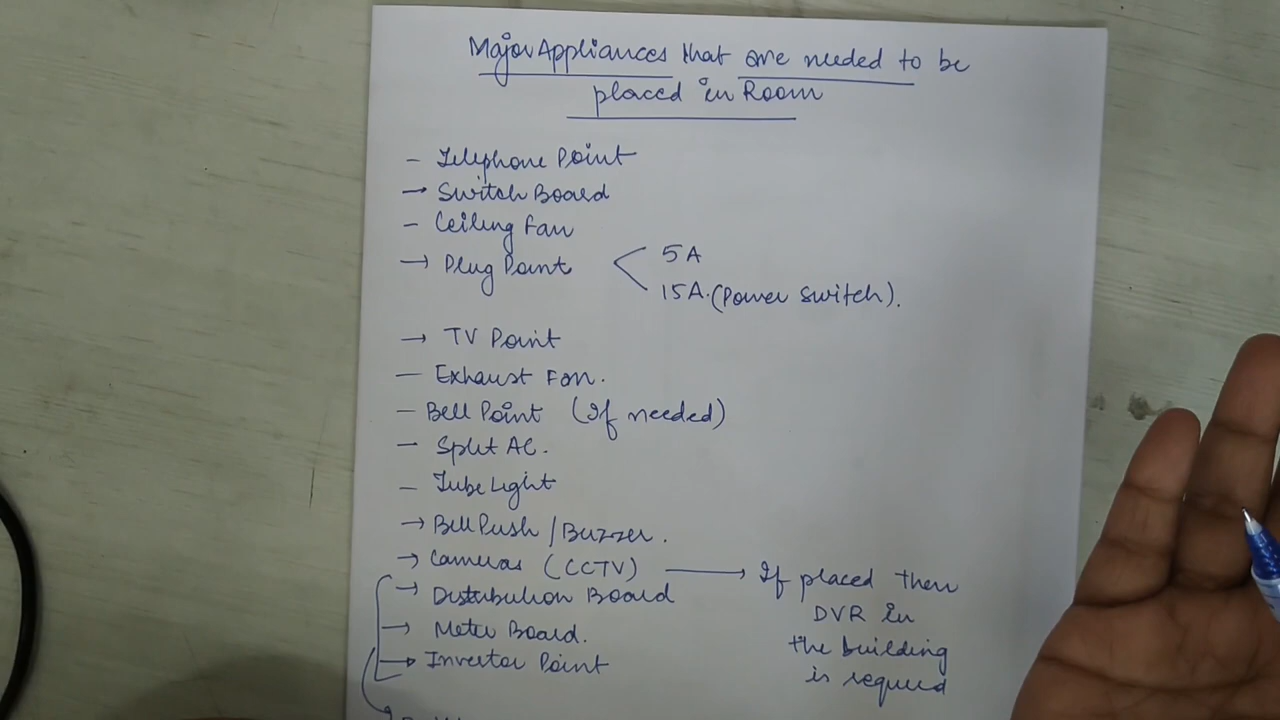 Major Appliances that are needed to be
placed in Room
- Telephone Point
→ Switch Board
- Ceiling Fan
→ Plug Point < 5A
15A. (Power Switch).
→ TV Point
- Exhaust Fan.
- Bell Point (If needed)
- Split AC.
- Tube Light
→ Bell Push / Buzzer.
→ Cameras (CCTV) → If placed then
DVR in
the building
is required
→ Distribution Board
→ Meter Board.
→ Invertor Point